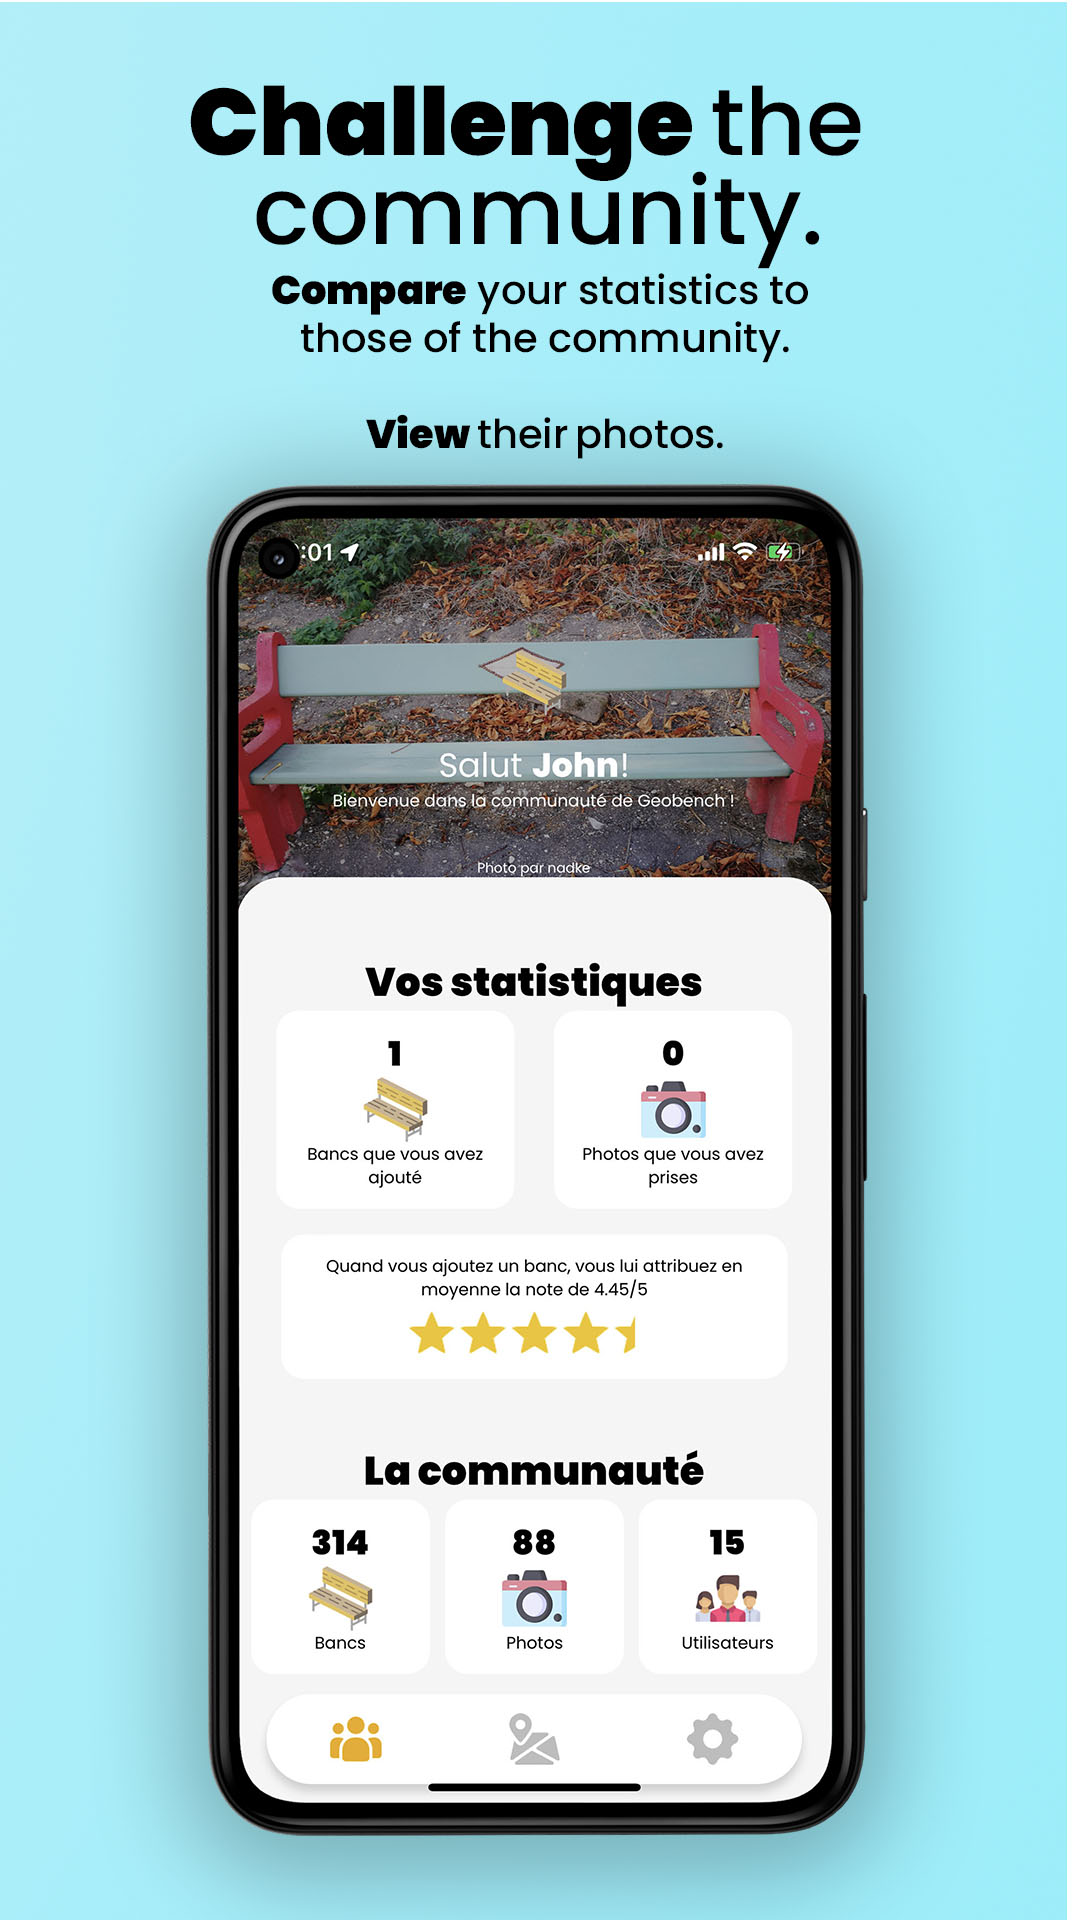 Challenge the
community.
Compare your statistics to
those of the community.
View their photos.
:01
Salut John!
Bienvenue dans la communauté de Geobench !
Photo par nadke
Vos statistiques
1
Bancs que vous avez
ajouté
0
Photos que vous avez
prises
Quand vous ajoutez un banc, vous lui attribuez en
moyenne la note de 4.45/5
La communauté
314
Bancs
88
Photos
15
Utilisateurs